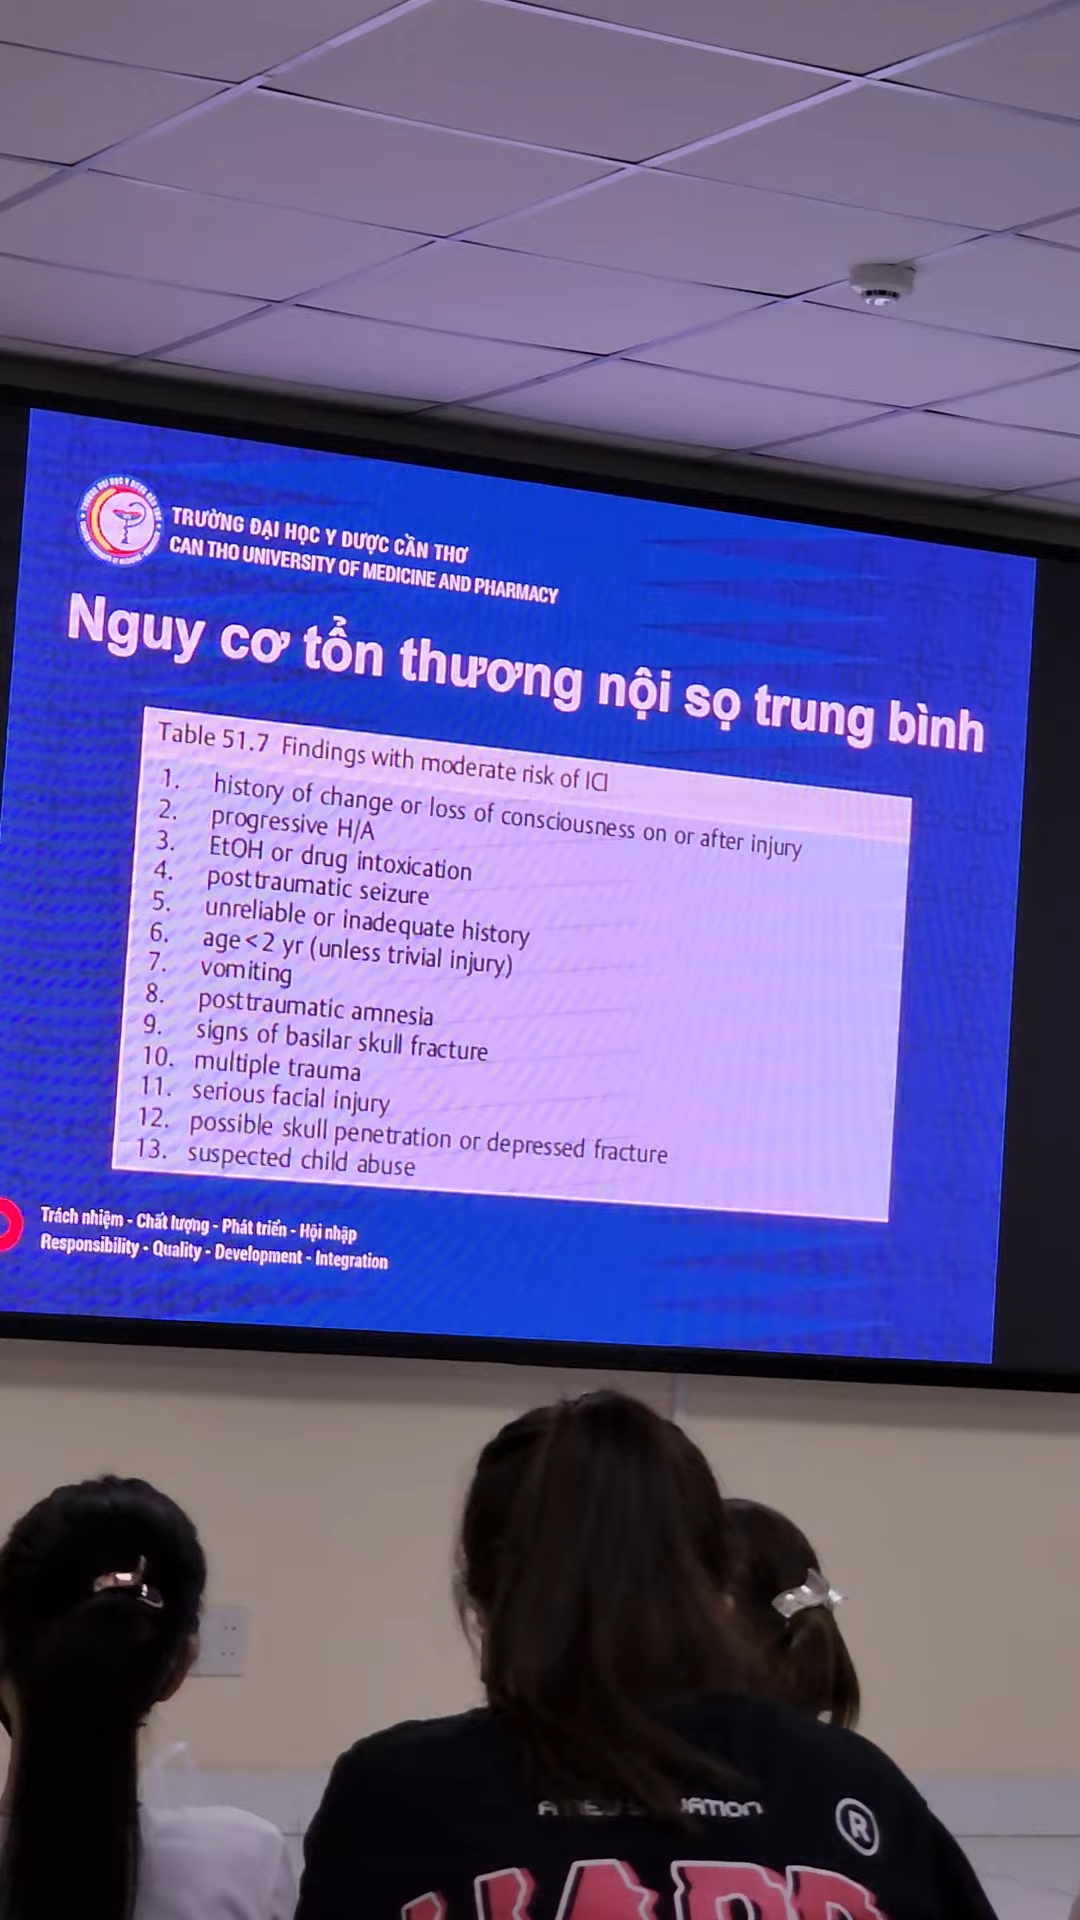 TRƯỜNG ĐẠI HỌC Y DƯỢC CẦN THƠ
CAN THO UNIVERSITY OF MEDICINE AND PHARMACY
Nguy cơ tổn thương nội sọ trung bình
Table 51.7 Findings with moderate risk of ICI
1. history of change or loss of consciousness on or after injury
2. progressive H/A
3. EtOH or drug intoxication
4. posttraumatic seizure
5. unreliable or inadequate history
6. age<2 yr (unless trivial injury)
7. vomiting
8. posttraumatic amnesia
9. signs of basilar skull fracture
10. multiple trauma
11. serious facial injury
12. possible skull penetration or depressed fracture
13. suspected child abuse
Trách nhiệm - Chất lượng - Phát triển - Hội nhập
Responsibility - Quality - Development - Integration
A
®